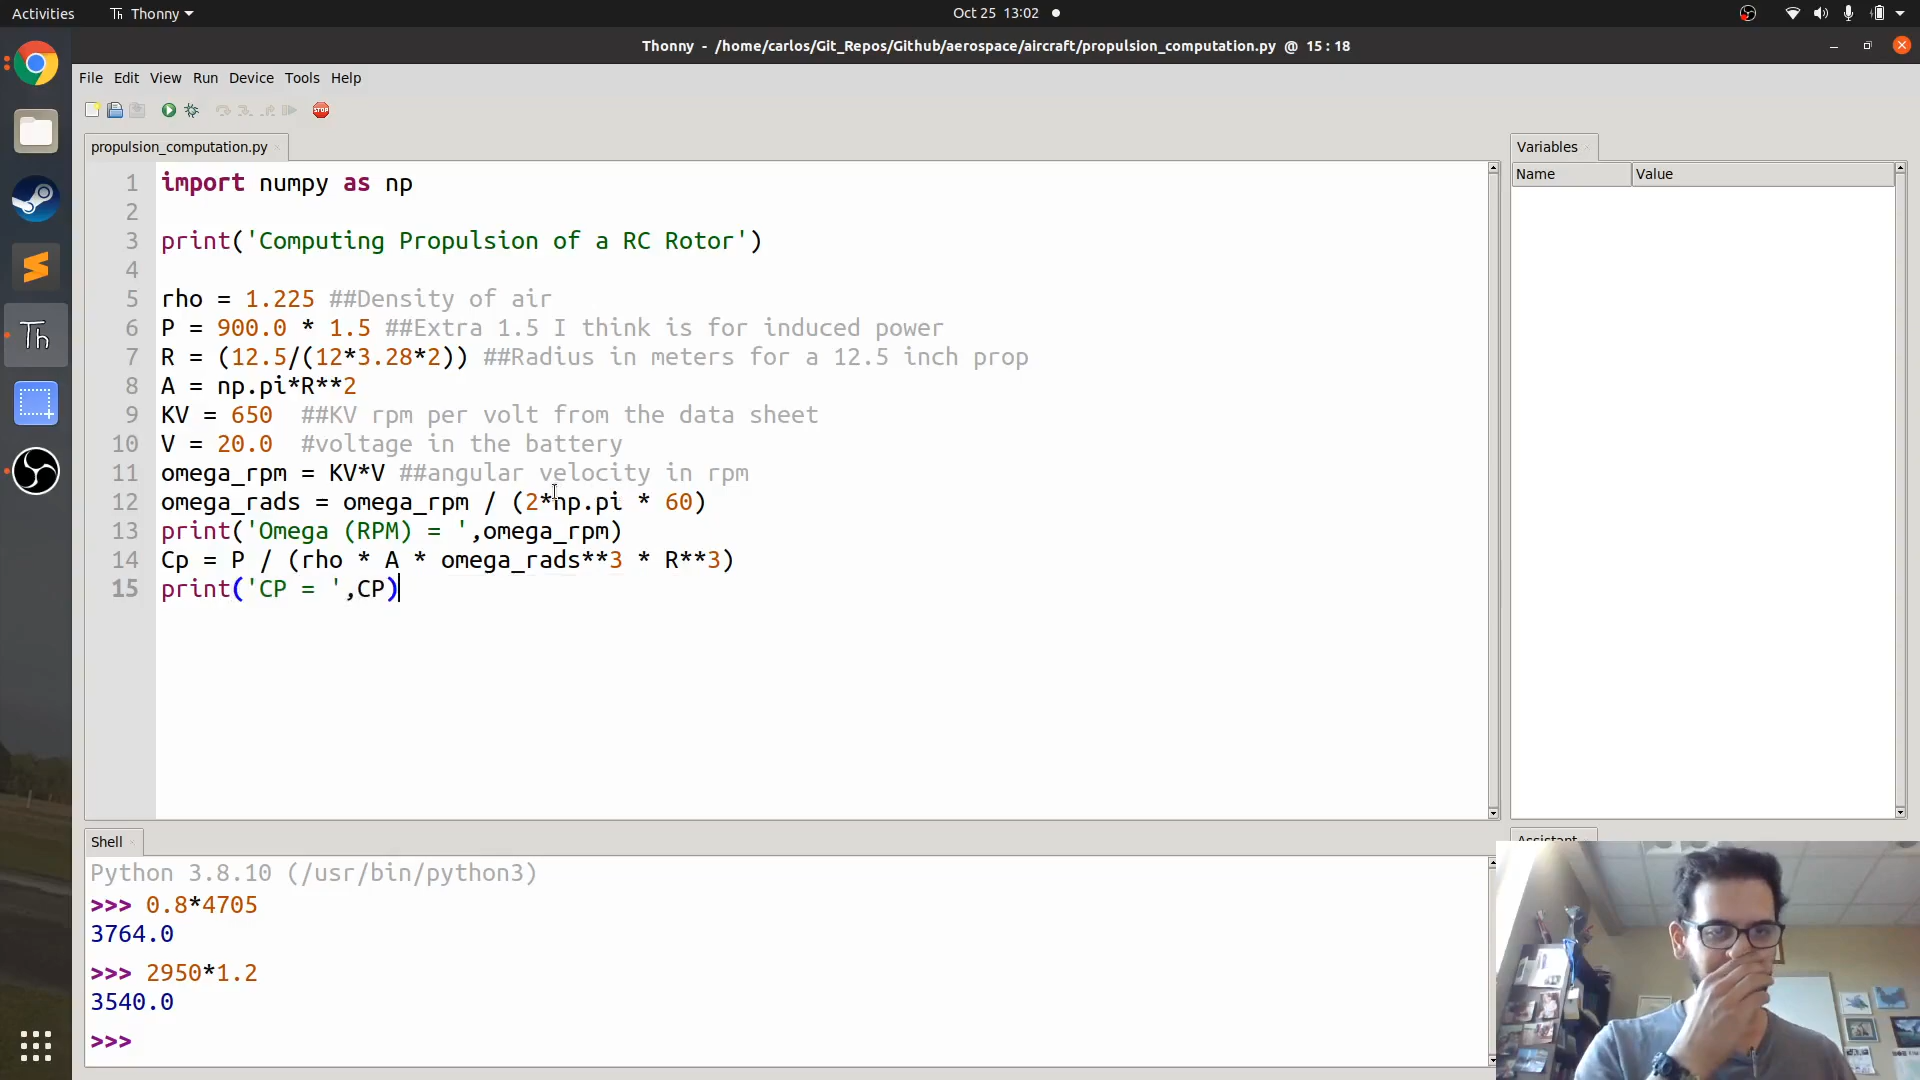 Activities
Th Thonny
Oct 25 13:02
Thonny - /home/carlos/Git_Repos/Github/aerospace/aircraft/propulsion_computation.py @ 15 : 18
File Edit View Run Device Tools Help
STOP
propulsion_computation.py
1 import numpy as np
2
3 print('Computing Propulsion of a RC Rotor')
4
5 rho = 1.225 ##Density of air
6 P = 900.0 * 1.5 ##Extra 1.5 I think is for induced power
7 R = (12.5/(12*3.28*2)) ##Radius in meters for a 12.5 inch prop
8 A = np.pi*R**2
9 KV = 650  ##KV rpm per volt from the data sheet
10 V = 20.0  #voltage in the battery
11 omega_rpm = KV*V ##angular velocity in rpm
12 omega_rads = omega_rpm / (2*np.pi * 60)
13 print('Omega (RPM) = ',omega_rpm)
14 Cp = P / (rho * A * omega_rads**3 * R**3)
15 print('CP = ',CP)
Variables
Name Value
Th
Shell
Python 3.8.10 (/usr/bin/python3)
>>> 0.8*4705
3764.0
>>> 2950*1.2
3540.0
>>>
Assistant